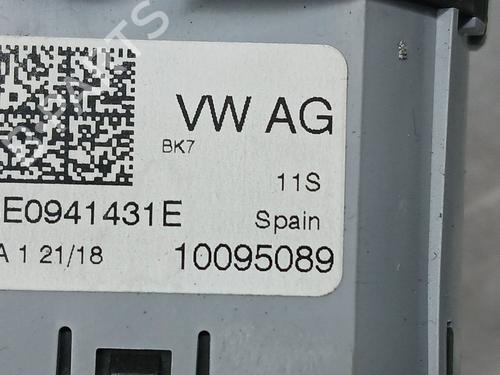 VW AG
BK7
11S
E0941431E
Spain
A 1 21/18
10095089